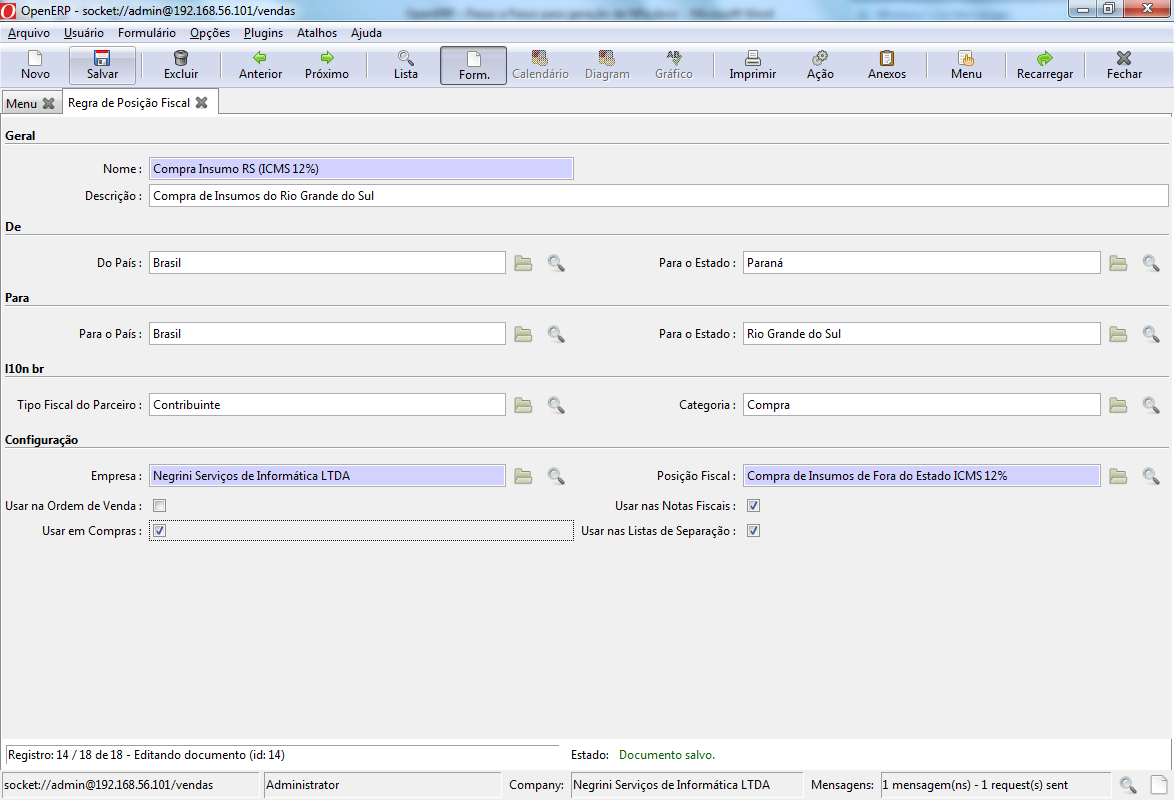 OpenERP - socket://admin@192.168.56.101/vendas
Arquivo Usuário Formulário Opções Plugins Atalhos Ajuda
Novo Salvar Excluir Anterior Próximo Lista Form. Calendário Diagram Gráfico Imprimir Ação Anexos Menu Recarregar Fechar
Menu Regra de Posição Fiscal
Geral
Nome : Compra Insumo RS (ICMS 12%)
Descrição : Compra de Insumos do Rio Grande do Sul
De
Do País : Brasil Para o Estado : Paraná
Para
Para o País : Brasil Para o Estado : Rio Grande do Sul
l10n br
Tipo Fiscal do Parceiro : Contribuinte Categoria : Compra
Configuração
Empresa : Negrini Serviços de Informática LTDA Posição Fiscal : Compra de Insumos de Fora do Estado ICMS 12%
Usar na Ordem de Venda : Usar nas Notas Fiscais :
Usar em Compras : Usar nas Listas de Separação :
Registro: 14 / 18 de 18 - Editando documento (id: 14) Estado: Documento salvo.
socket://admin@192.168.56.101/vendas Administrator Company: Negrini Serviços de Informática LTDA Mensagens: 1 mensagem(ns) - 1 request(s) sent